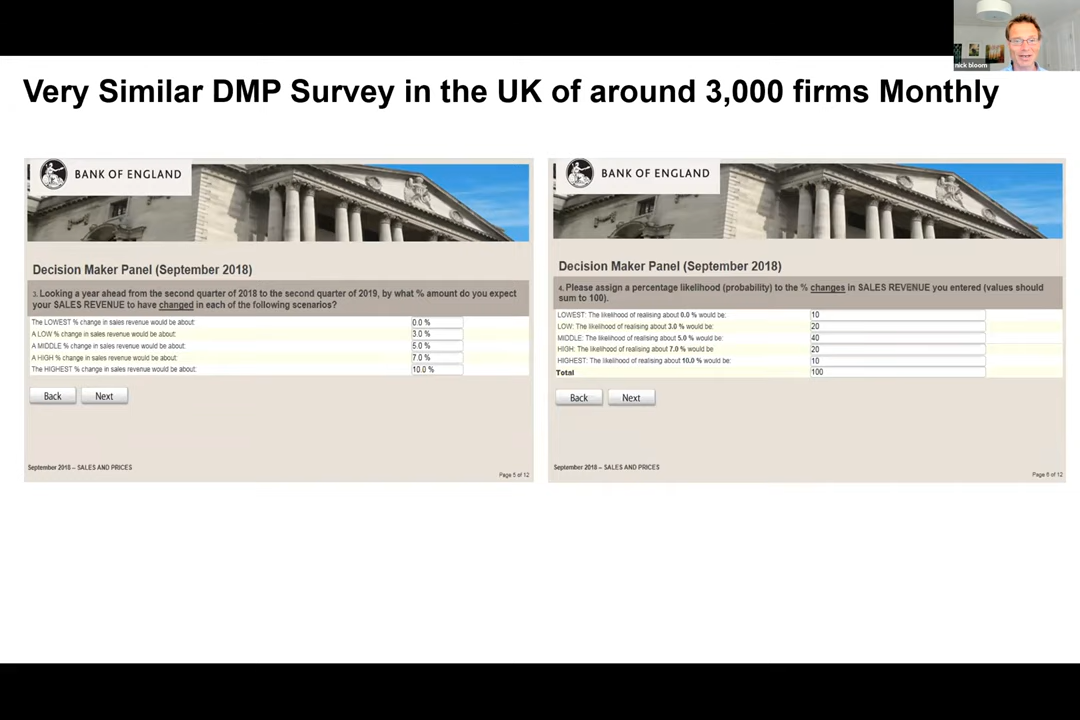 nick bloom
Very Similar DMP Survey in the UK of around 3,000 firms Monthly
BANK OF ENGLAND
Decision Maker Panel (September 2018)
3. Looking a year ahead from the second quarter of 2018 to the second quarter of 2019, by what % amount do you expect
your SALES REVENUE to have changed in each of the following scenarios?
The LOWEST % change in sales revenue would be about: 0.0 %
A LOW % change in sales revenue would be about: 3.0 %
A MIDDLE % change in sales revenue would be about: 5.0 %
A HIGH % change in sales revenue would be about: 7.0 %
The HIGHEST % change in sales revenue would be about: 10.0 %
Back Next
September 2018 – SALES AND PRICES
Page 5 of 12
BANK OF ENGLAND
Decision Maker Panel (September 2018)
4. Please assign a percentage likelihood (probability) to the % changes in SALES REVENUE you entered (values should
sum to 100).
LOWEST: The likelihood of realising about 0.0 % would be: 10
LOW: The likelihood of realising about 3.0 % would be: 20
MIDDLE: The likelihood of realising about 5.0 % would be: 40
HIGH: The likelihood of realising about 7.0 % would be: 20
HIGHEST: The likelihood of realising about 10.0 % would be: 10
Total 100
Back Next
September 2018 – SALES AND PRICES
Page 6 of 12